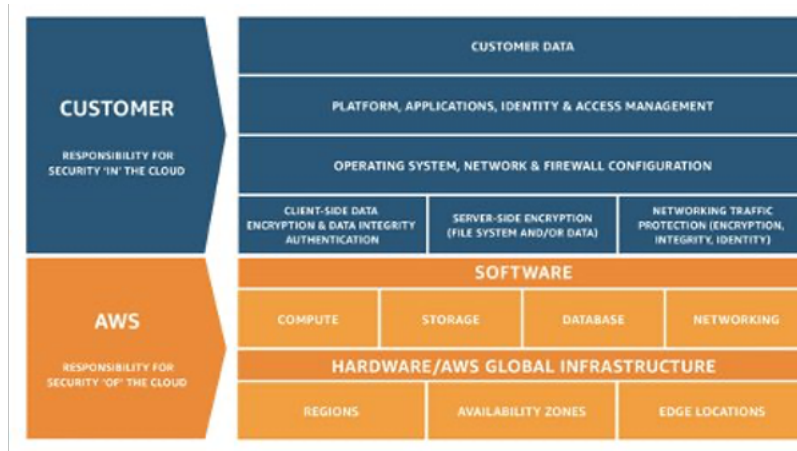 CUSTOMER
RESPONSIBILITY FOR
SECURITY 'IN' THE CLOUD
CUSTOMER DATA
PLATFORM, APPLICATIONS, IDENTITY & ACCESS MANAGEMENT
OPERATING SYSTEM, NETWORK & FIREWALL CONFIGURATION
CLIENT-SIDE DATA
ENCRYPTION & DATA INTEGRITY
AUTHENTICATION
SERVER-SIDE ENCRYPTION
(FILE SYSTEM AND/OR DATA)
NETWORKING TRAFFIC
PROTECTION (ENCRYPTION,
INTEGRITY, IDENTITY)
AWS
RESPONSIBILITY FOR
SECURITY 'OF' THE CLOUD
SOFTWARE
COMPUTE
STORAGE
DATABASE
NETWORKING
HARDWARE/AWS GLOBAL INFRASTRUCTURE
REGIONS
AVAILABILITY ZONES
EDGE LOCATIONS